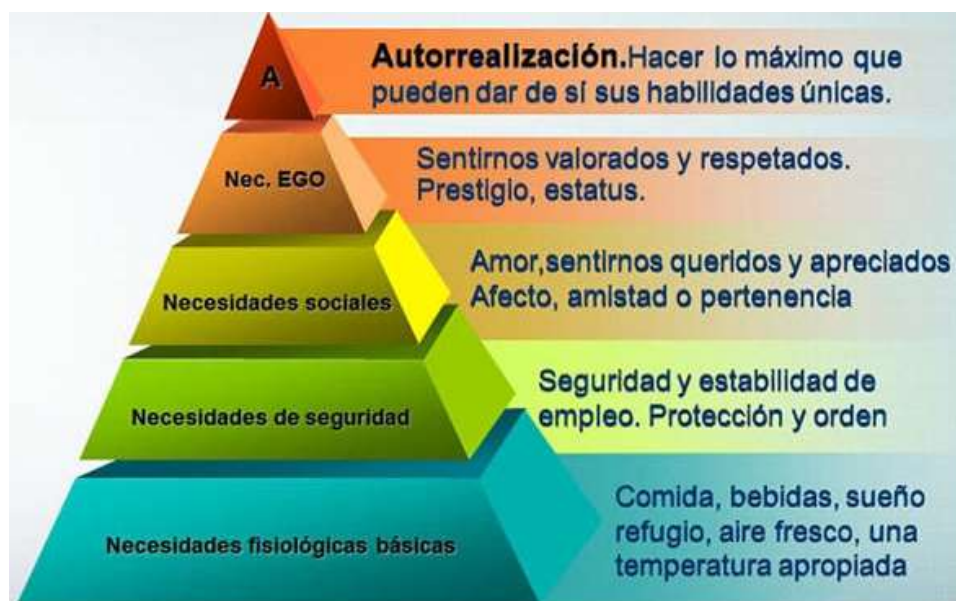 A
Autorrealización.Hacer lo máximo que
pueden dar de sí sus habilidades únicas.
Nec. EGO
Sentirnos valorados y respetados.
Prestigio, estatus.
Necesidades sociales
Amor,sentirnos queridos y apreciados
Afecto, amistad o pertenencia
Necesidades de seguridad
Seguridad y estabilidad de
empleo. Protección y orden
Necesidades fisiológicas básicas
Comida, bebidas, sueño
refugio, aire fresco, una
temperatura apropiada